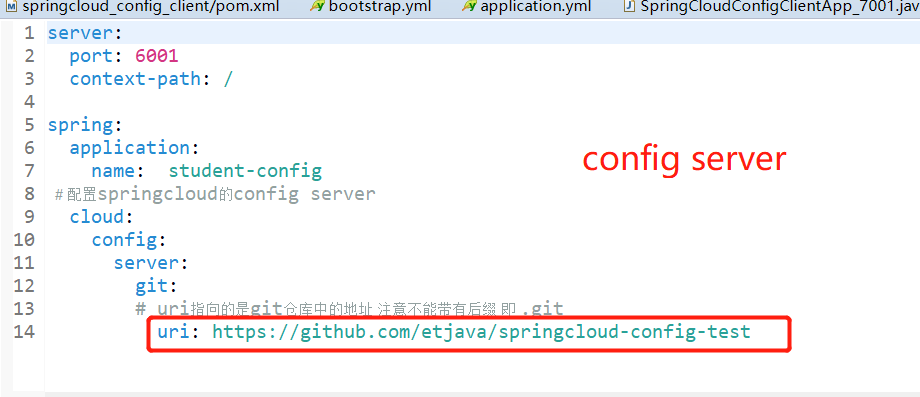 springcloud_config_client/pom.xml bootstrap.yml application.yml SpringCloudConfigClientApp_7001.java
1 server:
2 port: 6001
3 context-path: /
4
5 spring:
6 application:
7 name: student-config
8 #配置springcloud的config server
9 cloud:
10 config:
11 server:
12 git:
13 # uri指向的是git仓库中的地址 注意不能带有后缀 即 .git
14 uri: https://github.com/etjava/springcloud-config-test
config server